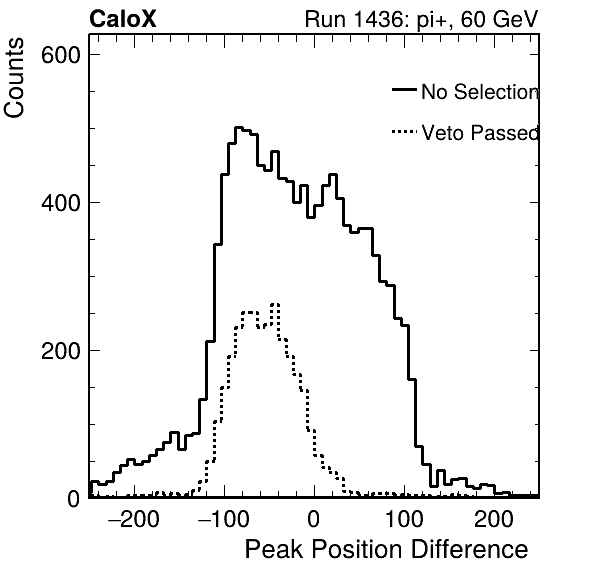 CaloX Run 1436: pi+, 60 GeV
Counts
600
No Selection
Veto Passed
400
200
0
−200 −100 0 100 200
Peak Position Difference